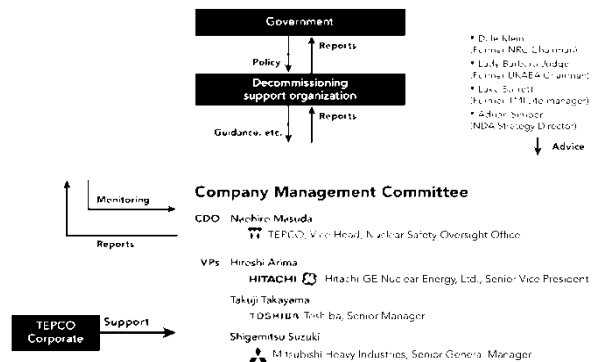 Government
Reports
Policy
Decommissioning
support organization
Reports
Guidance, etc.
• Dale Klein
(Former NRC Chairman)
• Lady Barbara Judge
(Former UKAEA Chairman)
• Lake Barrett
(Former TMI site manager)
• Adrian Simper
(NDA Strategy Director)
Advice
Monitoring
Reports
Company Management Committee
CDO Naohiro Masuda
TEPCO, Vice Head, Nuclear Safety Oversight Office
VPs Hiroshi Arima
HITACHI Hitachi GE Nuclear Energy, Ltd., Senior Vice President
Takuji Takayama
TOSHIBA Toshiba, Senior Manager
TEPCO
Corporate
Support
Shigemitsu Suzuki
Mitsubishi Heavy Industries, Senior General Manager